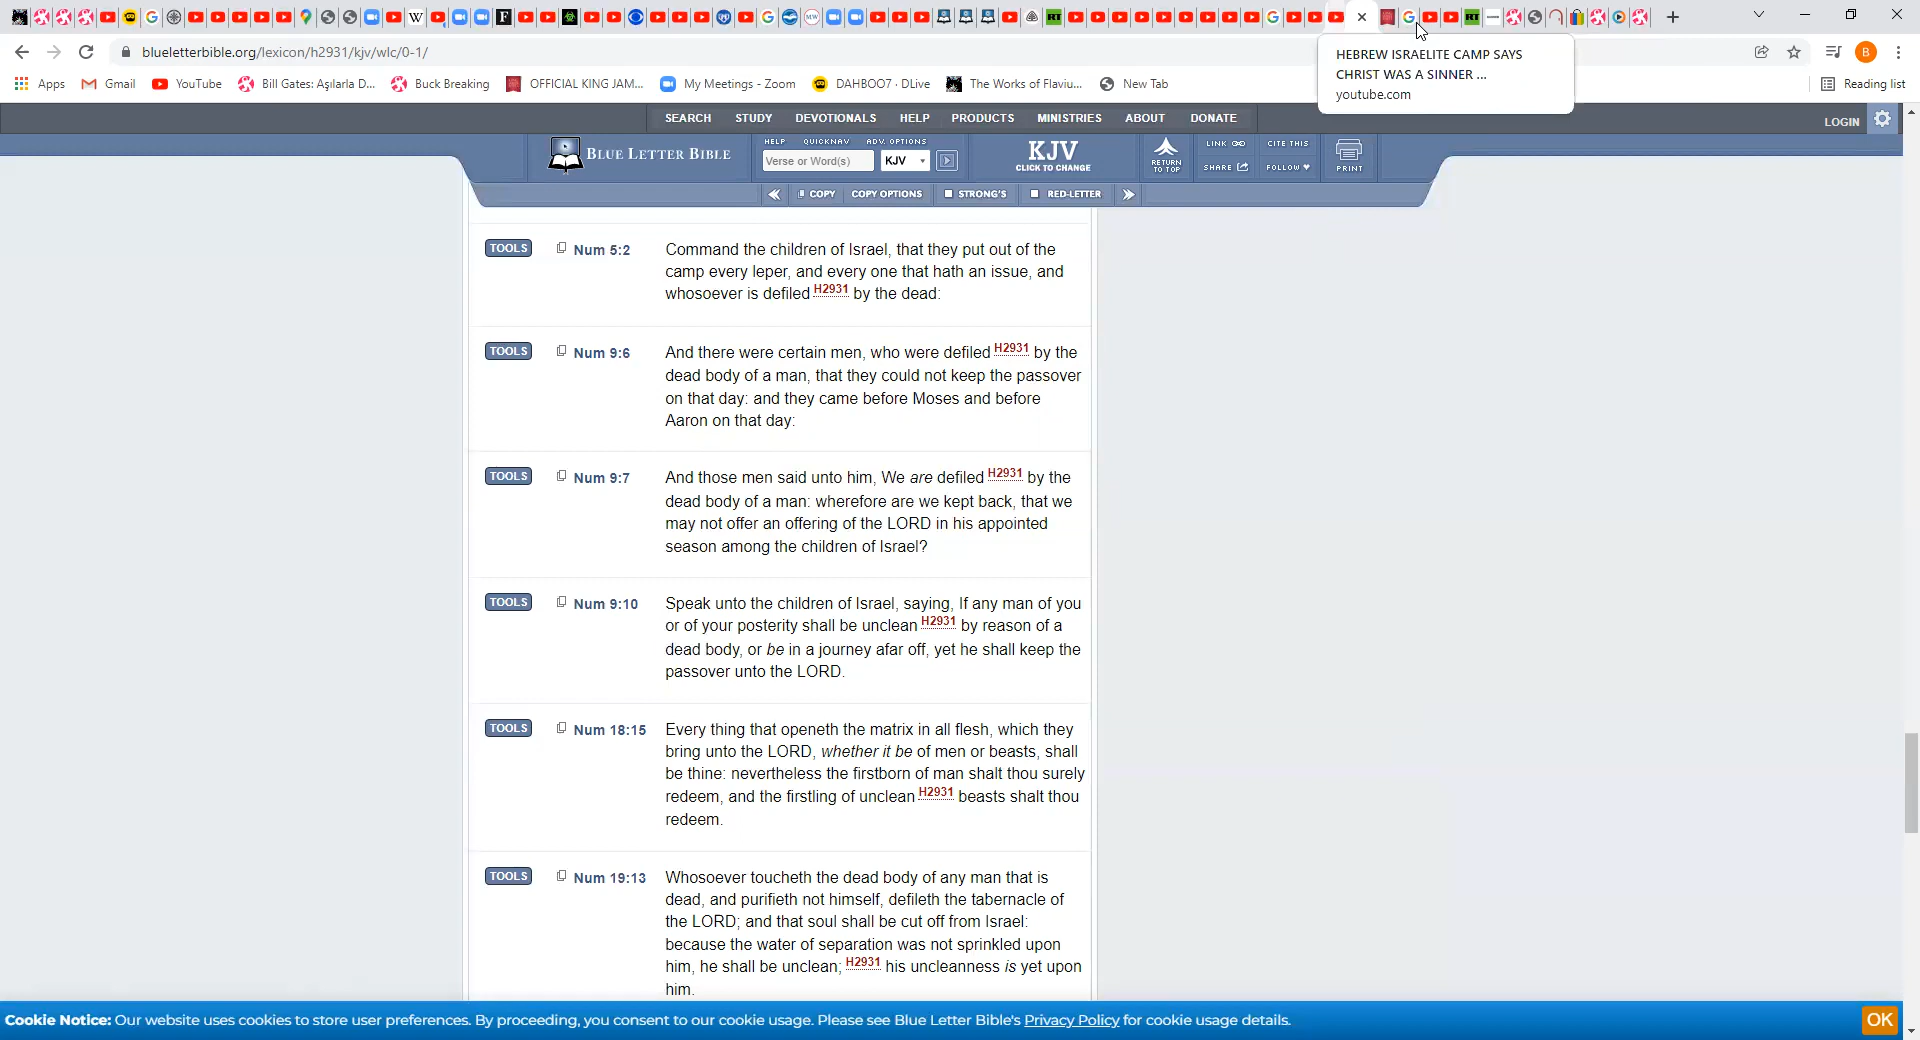 blueletterbible.org/lexicon/h2931/kjv/wlc/0-1/
HEBREW ISRAELITE CAMP SAYS
CHRIST WAS A SINNER ...
youtube.com
Apps
Gmail
YouTube
Bill Gates: Aşılarla D...
Buck Breaking
OFFICIAL KING JAM...
My Meetings - Zoom
DAHBOO7 · DLive
The Works of Flaviu...
New Tab
Reading list
SEARCH STUDY DEVOTIONALS HELP PRODUCTS MINISTRIES ABOUT DONATE
LOGIN
BLUE LETTER BIBLE
HELP QUICKNAV ADV. OPTIONS
Verse or Word(s)
KJV
KJV
CLICK TO CHANGE
RETURN
TO TOP
LINK
CITE THIS
SHARE
FOLLOW
PRINT
COPY COPY OPTIONS STRONG'S RED-LETTER
TOOLS Num 5:2 Command the children of Israel, that they put out of the
camp every leper, and every one that hath an issue, and
whosoever is defiled H2931 by the dead:
TOOLS Num 9:6 And there were certain men, who were defiled H2931 by the
dead body of a man, that they could not keep the passover
on that day: and they came before Moses and before
Aaron on that day:
TOOLS Num 9:7 And those men said unto him, We are defiled H2931 by the
dead body of a man: wherefore are we kept back, that we
may not offer an offering of the LORD in his appointed
season among the children of Israel?
TOOLS Num 9:10 Speak unto the children of Israel, saying, If any man of you
or of your posterity shall be unclean H2931 by reason of a
dead body, or be in a journey afar off, yet he shall keep the
passover unto the LORD.
TOOLS Num 18:15 Every thing that openeth the matrix in all flesh, which they
bring unto the LORD, whether it be of men or beasts, shall
be thine: nevertheless the firstborn of man shalt thou surely
redeem, and the firstling of unclean H2931 beasts shalt thou
redeem.
TOOLS Num 19:13 Whosoever toucheth the dead body of any man that is
dead, and purifieth not himself, defileth the tabernacle of
the LORD; and that soul shall be cut off from Israel:
because the water of separation was not sprinkled upon
him, he shall be unclean; H2931 his uncleanness is yet upon
him.
Cookie Notice: Our website uses cookies to store user preferences. By proceeding, you consent to our cookie usage. Please see Blue Letter Bible's Privacy Policy for cookie usage details.
OK